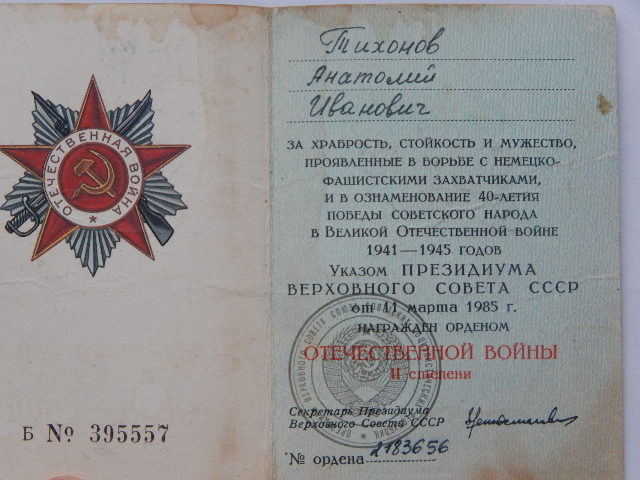 ОТЕЧЕСТВЕННАЯ ВОЙНА
Б № 395557
Тихонов
Анатолий
Иванович
ЗА ХРАБРОСТЬ, СТОЙКОСТЬ И МУЖЕСТВО,
ПРОЯВЛЕННЫЕ В БОРЬБЕ С НЕМЕЦКО-
ФАШИСТСКИМИ ЗАХВАТЧИКАМИ,
И В ОЗНАМЕНОВАНИЕ 40-ЛЕТИЯ
ПОБЕДЫ СОВЕТСКОГО НАРОДА
В ВЕЛИКОЙ ОТЕЧЕСТВЕННОЙ ВОЙНЕ
1941—1945 ГОДОВ
УКАЗОМ ПРЕЗИДИУМА
ВЕРХОВНОГО СОВЕТА СССР
от 11 марта 1985 г.
НАГРАЖДЕН ОРДЕНОМ
ОТЕЧЕСТВЕННОЙ ВОЙНЫ
II степени
Секретарь Президиума
Верховного Совета СССР
№ ордена 2183656